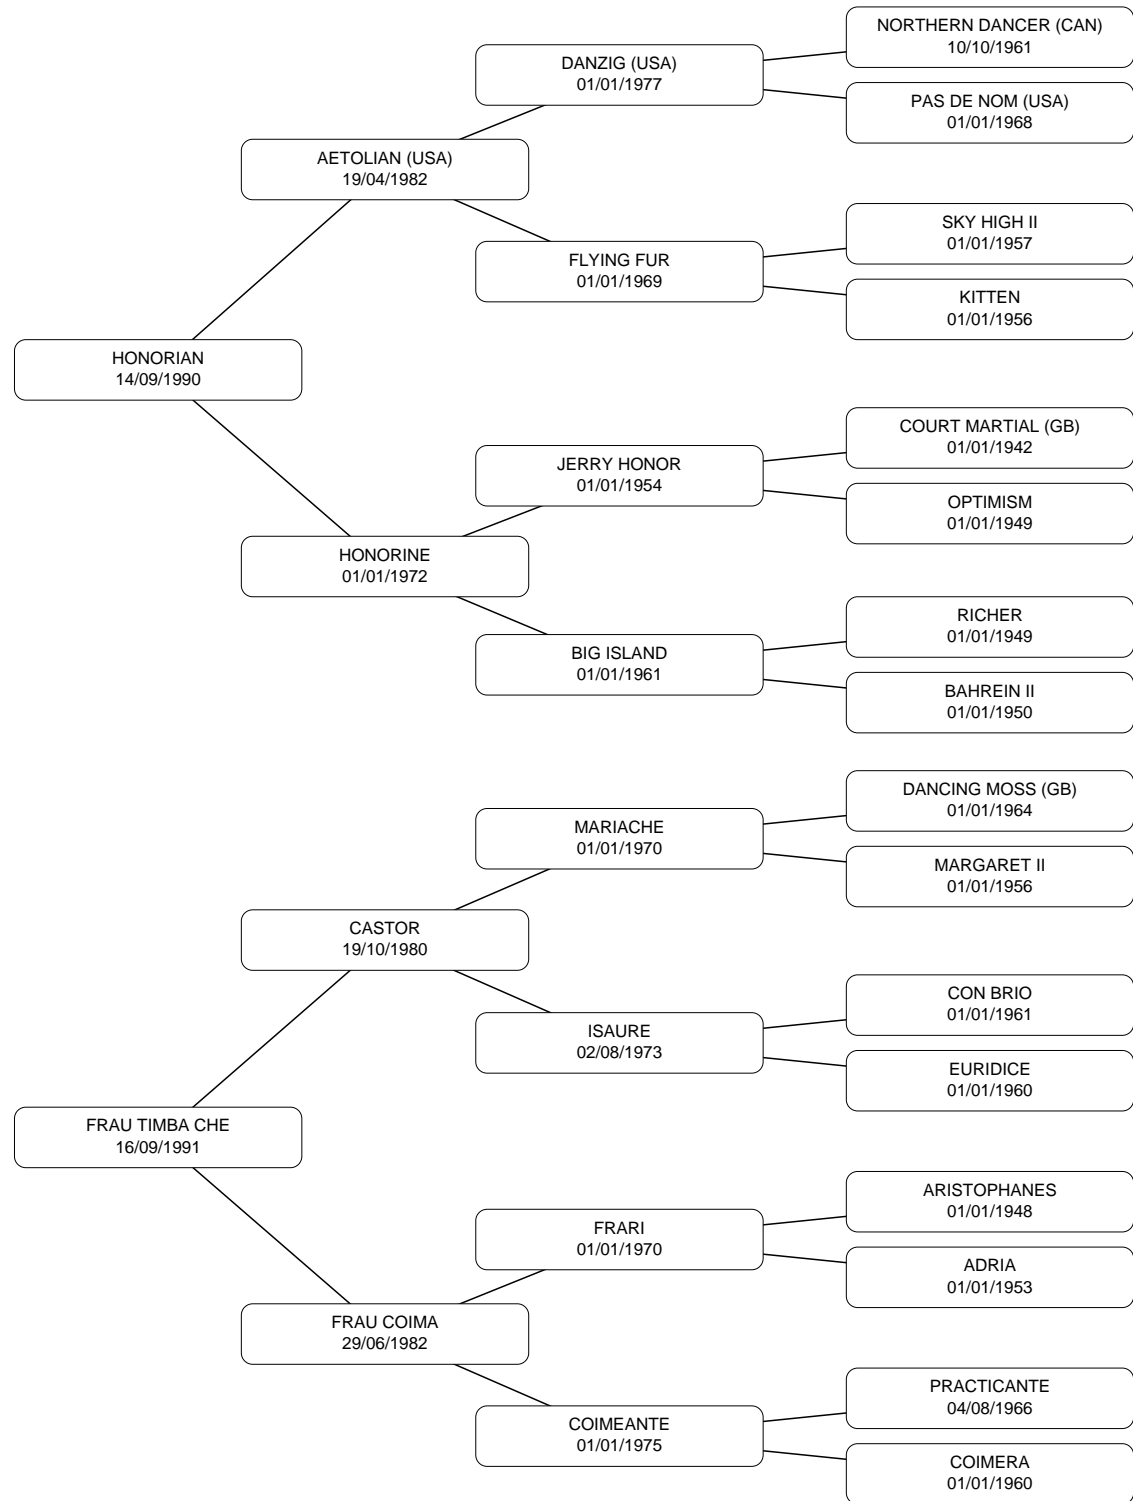 NORTHERN DANCER (CAN)
10/10/1961
DANZIG (USA)
01/01/1977
PAS DE NOM (USA)
01/01/1968
AETOLIAN (USA)
19/04/1982
SKY HIGH II
01/01/1957
FLYING FUR
01/01/1969
KITTEN
01/01/1956
HONORIAN
14/09/1990
COURT MARTIAL (GB)
01/01/1942
JERRY HONOR
01/01/1954
OPTIMISM
01/01/1949
HONORINE
01/01/1972
RICHER
01/01/1949
BIG ISLAND
01/01/1961
BAHREIN II
01/01/1950
DANCING MOSS (GB)
01/01/1964
MARIACHE
01/01/1970
MARGARET II
01/01/1956
CASTOR
19/10/1980
CON BRIO
01/01/1961
ISAURE
02/08/1973
EURIDICE
01/01/1960
FRAU TIMBA CHE
16/09/1991
ARISTOPHANES
01/01/1948
FRARI
01/01/1970
ADRIA
01/01/1953
FRAU COIMA
29/06/1982
PRACTICANTE
04/08/1966
COIMEANTE
01/01/1975
COIMERA
01/01/1960